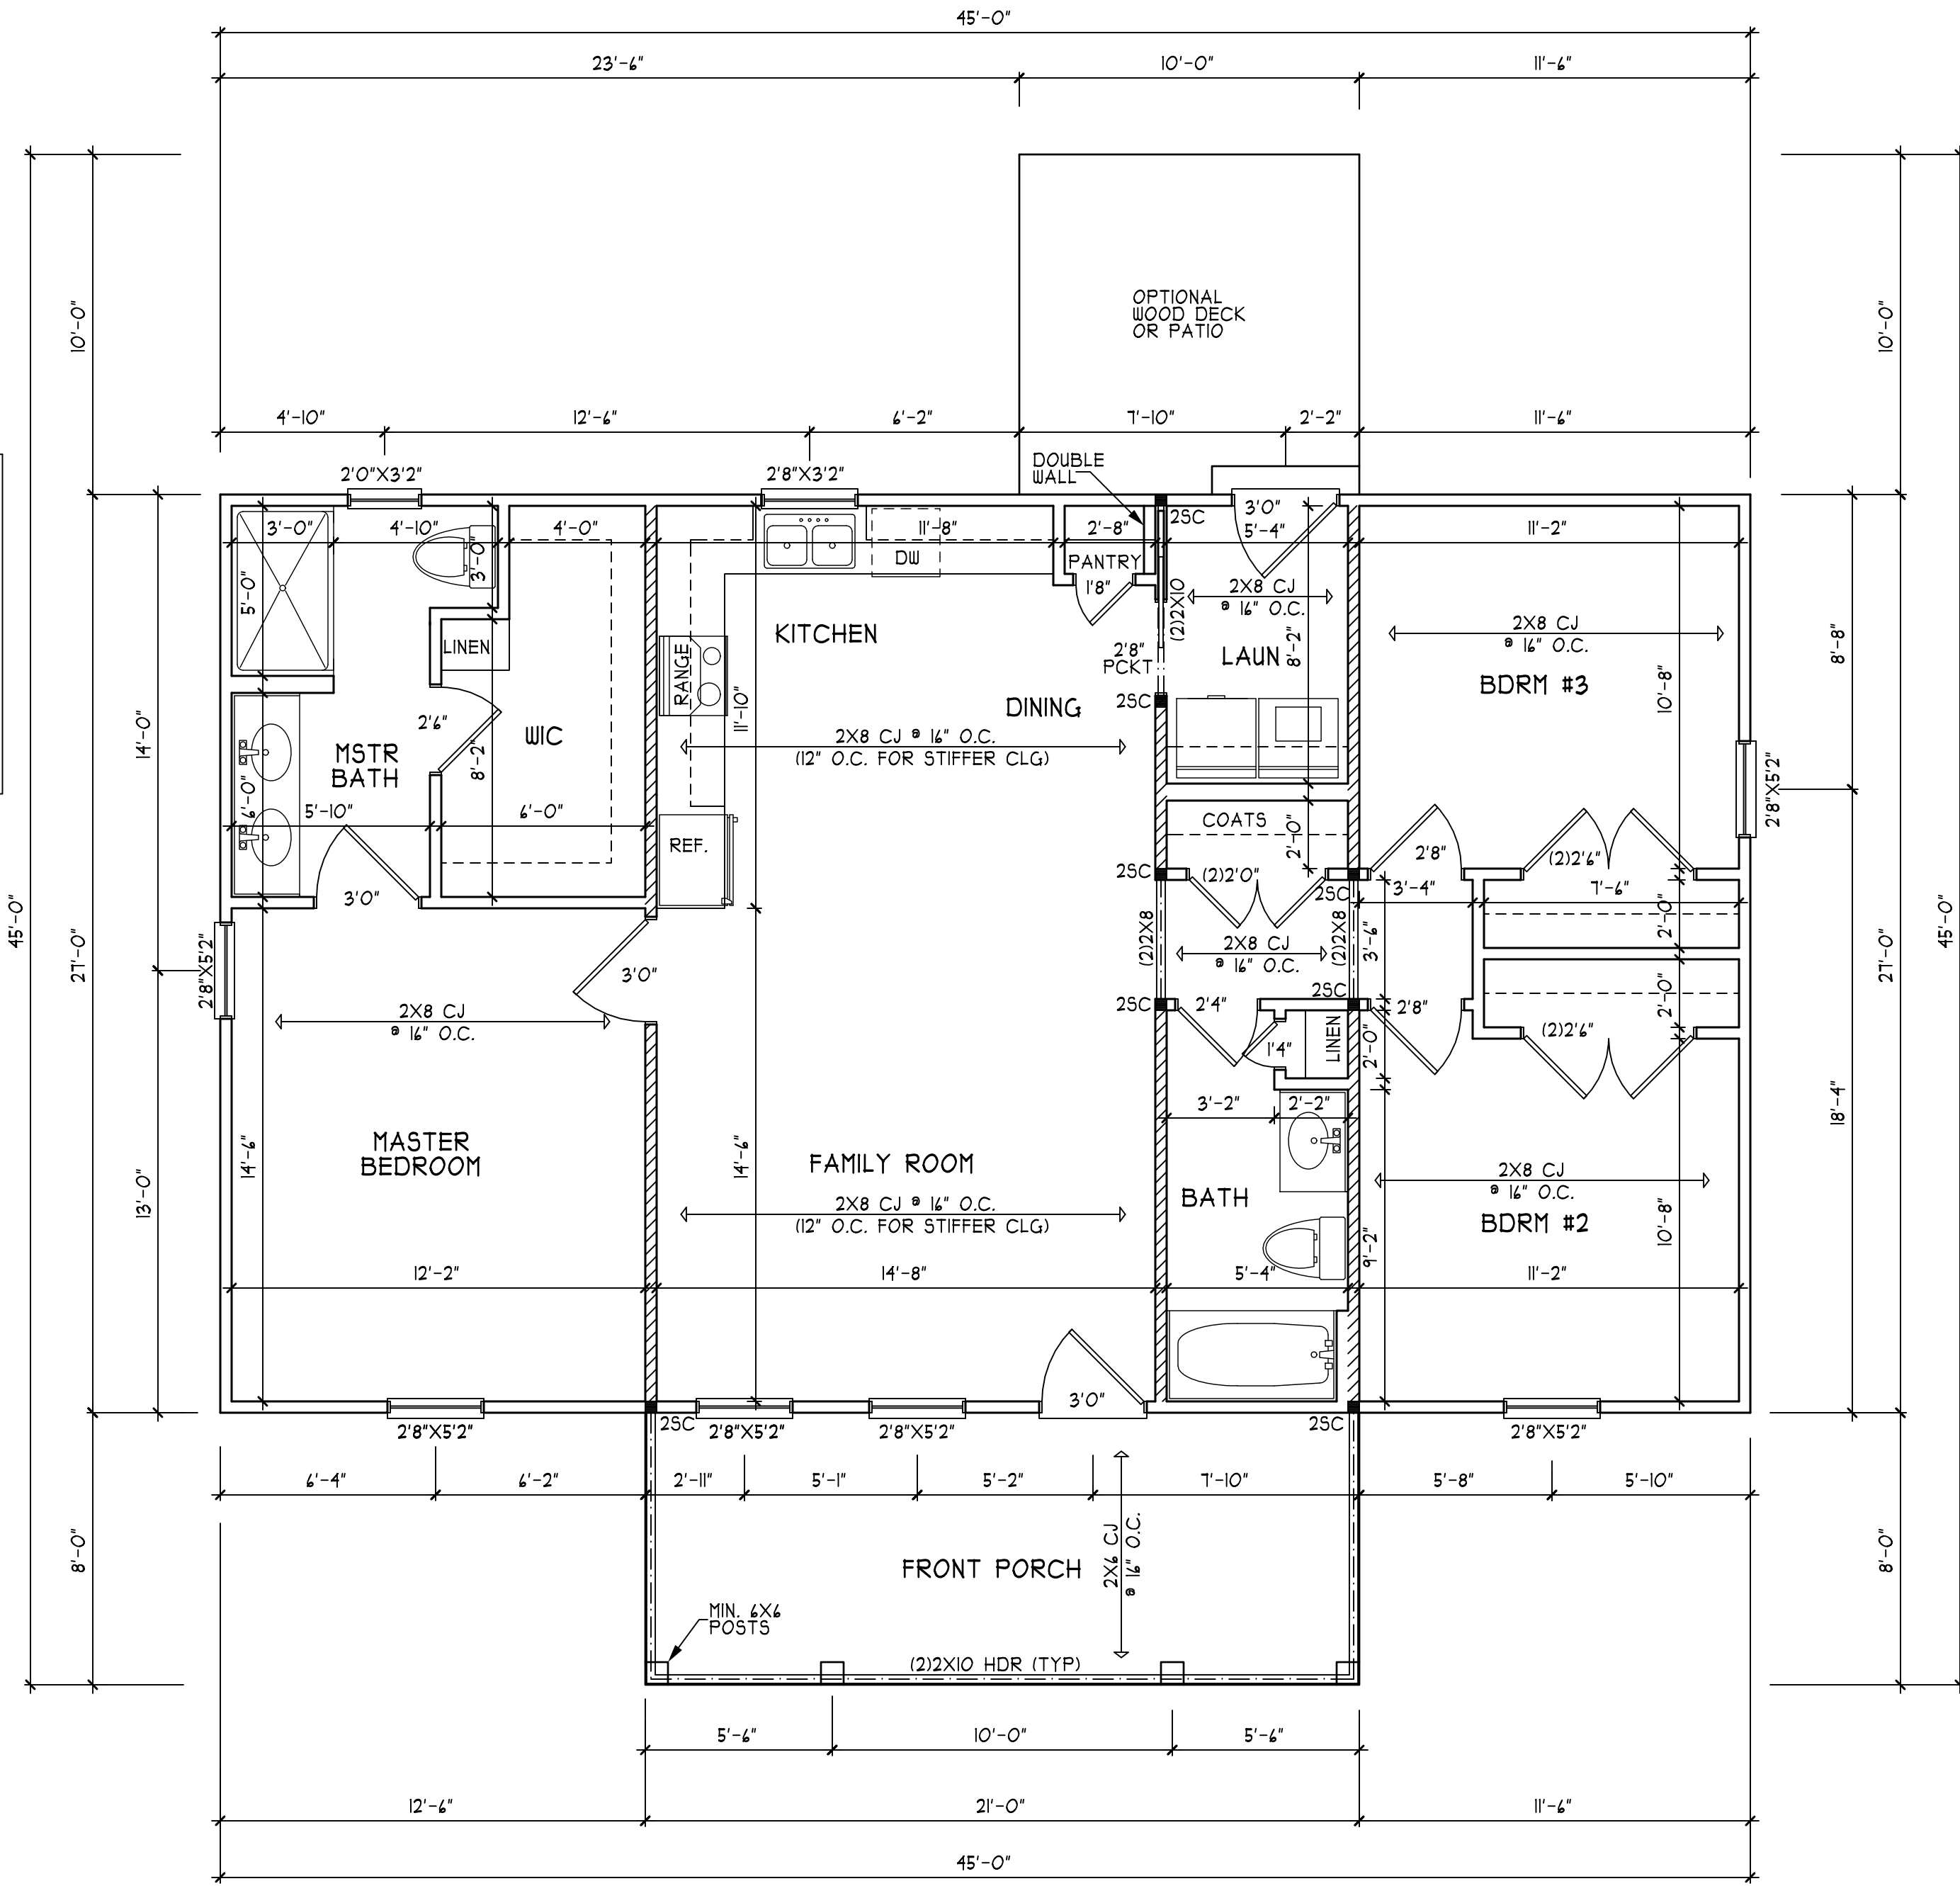 45'-0"
23'-6" 10'-0" 11'-6"
OPTIONAL
WOOD DECK
OR PATIO
10'-0"
10'-0"
4'-10" 12'-6" 6'-2" 7'-10" 2'-2" 11'-6"
DOUBLE
WALL
2'0"X3'2" 2'8"X3'2"
2SC
3'0"
3'-0" 4'-10" 4'-0" 11'-8" 2'-8" 5'-4" 11'-2"
3'-0"
DW
PANTRY
1'8"
5'-0"
2X8 CJ
@ 16" O.C.
(2)2X10
KITCHEN
LINEN
RANGE
2'8"
PCKT
LAUN
8'-2"
2X8 CJ
@ 16" O.C.
BDRM #3
10'-8"
8'-8"
2SC
DINING
11'-10"
2'6"
WIC
14'-0"
MSTR
BATH
8'-2"
2X8 CJ @ 16" O.C.
(12" O.C. FOR STIFFER CLG)
2'8"X5'2"
6'-0"
5'-10" 6'-0"
REF.
COATS
2'-0"
2'8"
(2)2'6"
2SC
(2)2'0"
2SC
3'-4" 7'-6"
3'0"
2'-0"
45'-0"
27'-0"
2'8"X5'2"
3'0"
(2)2X8
2X8 CJ
@ 16" O.C.
(2)2X8
3'-6"
27'-0"
45'-0"
2SC
2'4"
2SC
2'8"
2'-0"
(2)2'6"
2X8 CJ
@ 16" O.C.
1'4"
LINEN
2'-0"
3'-2" 2'-2"
18'-4"
14'-6"
MASTER
BEDROOM
14'-6"
FAMILY ROOM
13'-0"
2X8 CJ @ 16" O.C.
(12" O.C. FOR STIFFER CLG)
BATH
2X8 CJ
@ 16" O.C.
BDRM #2
10'-8"
9'-2"
12'-2" 14'-8" 5'-4" 11'-2"
3'0"
2'8"X5'2" 2SC 2'8"X5'2" 2'8"X5'2" 2SC 2'8"X5'2"
6'-4" 6'-2" 2'-11" 5'-1" 5'-2" 7'-10" 5'-8" 5'-10"
8'-0"
FRONT PORCH
2X6 CJ
@ 16" O.C.
8'-0"
MIN. 6X6
POSTS
(2)2X10 HDR (TYP)
5'-6" 10'-0" 5'-6"
12'-6" 21'-0" 11'-6"
45'-0"